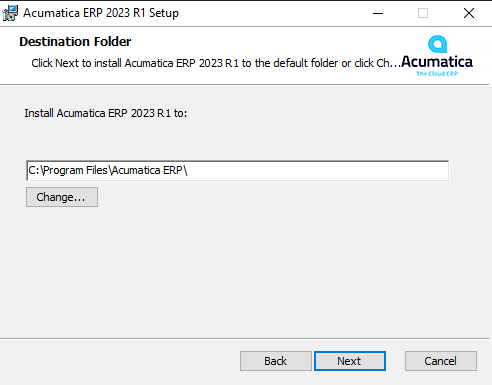 Acumatica ERP 2023 R1 Setup
Destination Folder
Click Next to install Acumatica ERP 2023 R1 to the default folder or click Ch...
Acumatica
The Cloud ERP
Install Acumatica ERP 2023 R1 to:
C:\Program Files\Acumatica ERP\
Change...
Back
Next
Cancel